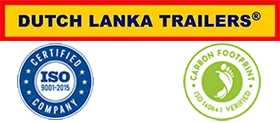 DUTCH LANKA TRAILERS®
CERTIFIED
ISO
9001-2015
COMPANY
CARBON FOOTPRINT
ISO 14064-1 VERIFIED